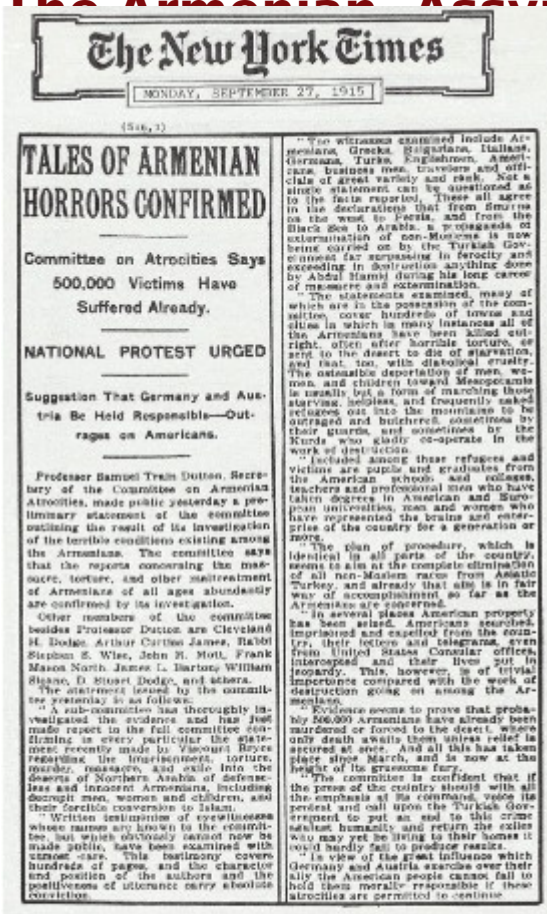 The Armenian, Assy
The New York Times
MONDAY, SEPTEMBER 27, 1915
TALES OF ARMENIAN
HORRORS CONFIRMED
Committee on Atrocities Says
500,000 Victims Have
Suffered Already.
NATIONAL PROTEST URGED
Suggestion That Germany and Aus-
tria Be Held Responsible—Out-
rages on Americans.
Professor Samuel Train Dutton, Secre-
tary of the Committee on Armenian
Atrocities, made public yesterday a pre-
liminary statement of the committee
outlining the result of its investigation
of the terrible conditions existing among
the Armenians. The committee says
that the reports concerning the mas-
sacre, torture, and other maltreatment
of Armenians of all ages abundantly
are confirmed by its investigation.
Other members of the committee
besides Professor Dutton are Cleveland
H. Dodge, Arthur Curtiss James, Rabbi
Stephen S. Wise, John R. Mott, Frank
Mason North, James L. Barton, William
Sloane, D. Stuart Dodge, and others.
The statement issued by the commit-
tee yesterday is as follows:
"A sub-committee has thoroughly in-
vestigated the evidence and has just
made report to the full committee con-
firming in every particular the state-
ment recently made by Viscount Bryce
regarding the imprisonment, torture,
murder, massacre, and exile into the
deserts of Northern Arabia of defense-
less and innocent Armenians, including
decrepit men, women and children, and
their forcible conversion to Islam.
"Written testimonies of eyewitnesses
whose names are known to the commit-
tee, but which obviously cannot now be
made public, have been examined with
utmost care. This testimony covers
hundreds of pages, and the character
and position of the authors and the
positiveness of utterance carry absolute
conviction.
"The witnesses examined include Ar-
menians, Greeks, Bulgarians, Italians,
Germans, Turks, Englishmen, Ameri-
cans, business men, travelers and offi-
cials of great variety and rank. Not a
single statement can be questioned as
to the facts reported. These all agree
in the declarations that from Smyrna
on the west to Persia, and from the
Black Sea to Arabia, a propaganda of
extermination of non-Moslems is now
being carried on by the Turkish Gov-
ernment far surpassing in ferocity and
exceeding in destruction anything done
by Abdul Hamid during his long career
of massacre and extermination.
"The statements examined, many of
which are in the possession of the com-
mittee, cover hundreds of towns and
cities in which in many instances all of
the Armenians have been killed out-
right, often after horrible torture, or
sent to the desert to die of starvation,
and that, too, with diabolical cruelty.
The ostensible deportation of men, wo-
men, and children toward Mesopotamia
is usually but a form of marching those
starving, helpless, and frequently naked
refugees out into the mountains to be
outraged and butchered, sometimes by
their guards, and sometimes by the
Kurds who gladly co-operate in the
work of destruction.
"Included among these refugees and
victims are pupils and graduates from
the American schools and colleges,
teachers and professional men who have
taken degrees in American and Euro-
pean universities, men and women who
have represented the brains and enter-
prise of the country for a generation or
more.
"The plan of procedure, which is
identical in all parts of the country,
seems to aim at the complete elimination
of all non-Moslem races from Asiatic
Turkey, and already that aim is in fair
way of accomplishment so far as the
Armenians are concerned.
"In several places American property
has been seized, Americans searched,
imprisoned and expelled from the coun-
try, their letters and telegrams, even
from United States Consular offices,
intercepted and their lives put in
jeopardy. This, however, is of trivial
importance compared with the work of
destruction going on among the Ar-
menians.
"Evidence seems to prove that proba-
bly 500,000 Armenians have already been
murdered or forced to the desert, where
only death awaits them unless relief is
secured at once. And all this has taken
place since March, and is now at the
height of its gruesome fury.
"The committee is confident that if
the press of the country should with all
the emphasis at its command, voice its
protest and call upon the Turkish Gov-
ernment to put an end to this crime
against humanity and return the exiles
who may yet be living to their homes it
could hardly fail to produce results.
"In view of the great influence which
Germany and Austria exercise over their
ally the American people cannot fail to
hold them morally responsible if these
atrocities are permitted to continue.